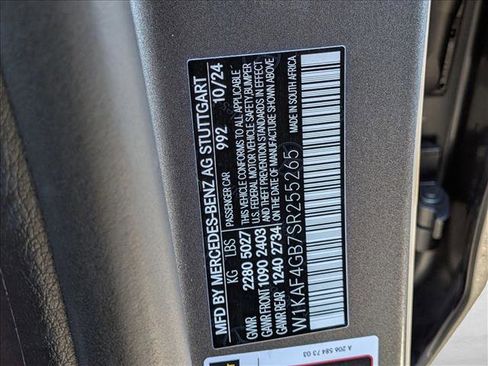 MFD BY MERCEDES-BENZ AG STUTTGART
PASSENGER CAR 992 10/24
KG LBS
GVWR 2280 5027
GAWR FRONT 1090 2403
GAWR REAR 1240 2734
THIS VEHICLE CONFORMS TO ALL APPLICABLE
U.S. FEDERAL MOTOR VEHICLE SAFETY, BUMPER
AND THEFT PREVENTION STANDARDS IN EFFECT
ON THE DATE OF MANUFACTURE SHOWN ABOVE
W1KAF4GB7SR255265
MADE IN SOUTH AFRICA
A 206 584 73 03